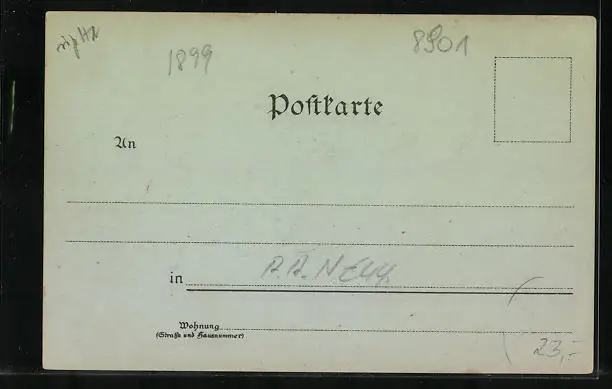 1899
8901
Postkarte
An
in
Wohnung
(Straße und Hausnummer)
23,-